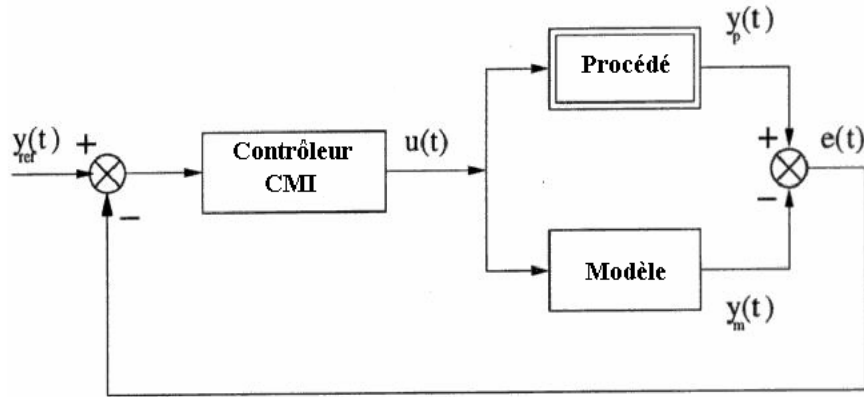 y_p(t)
Procédé
y_ref(t)
+
Contrôleur
CMI
u(t)
+
e(t)
−
−
Modèle
y_m(t)